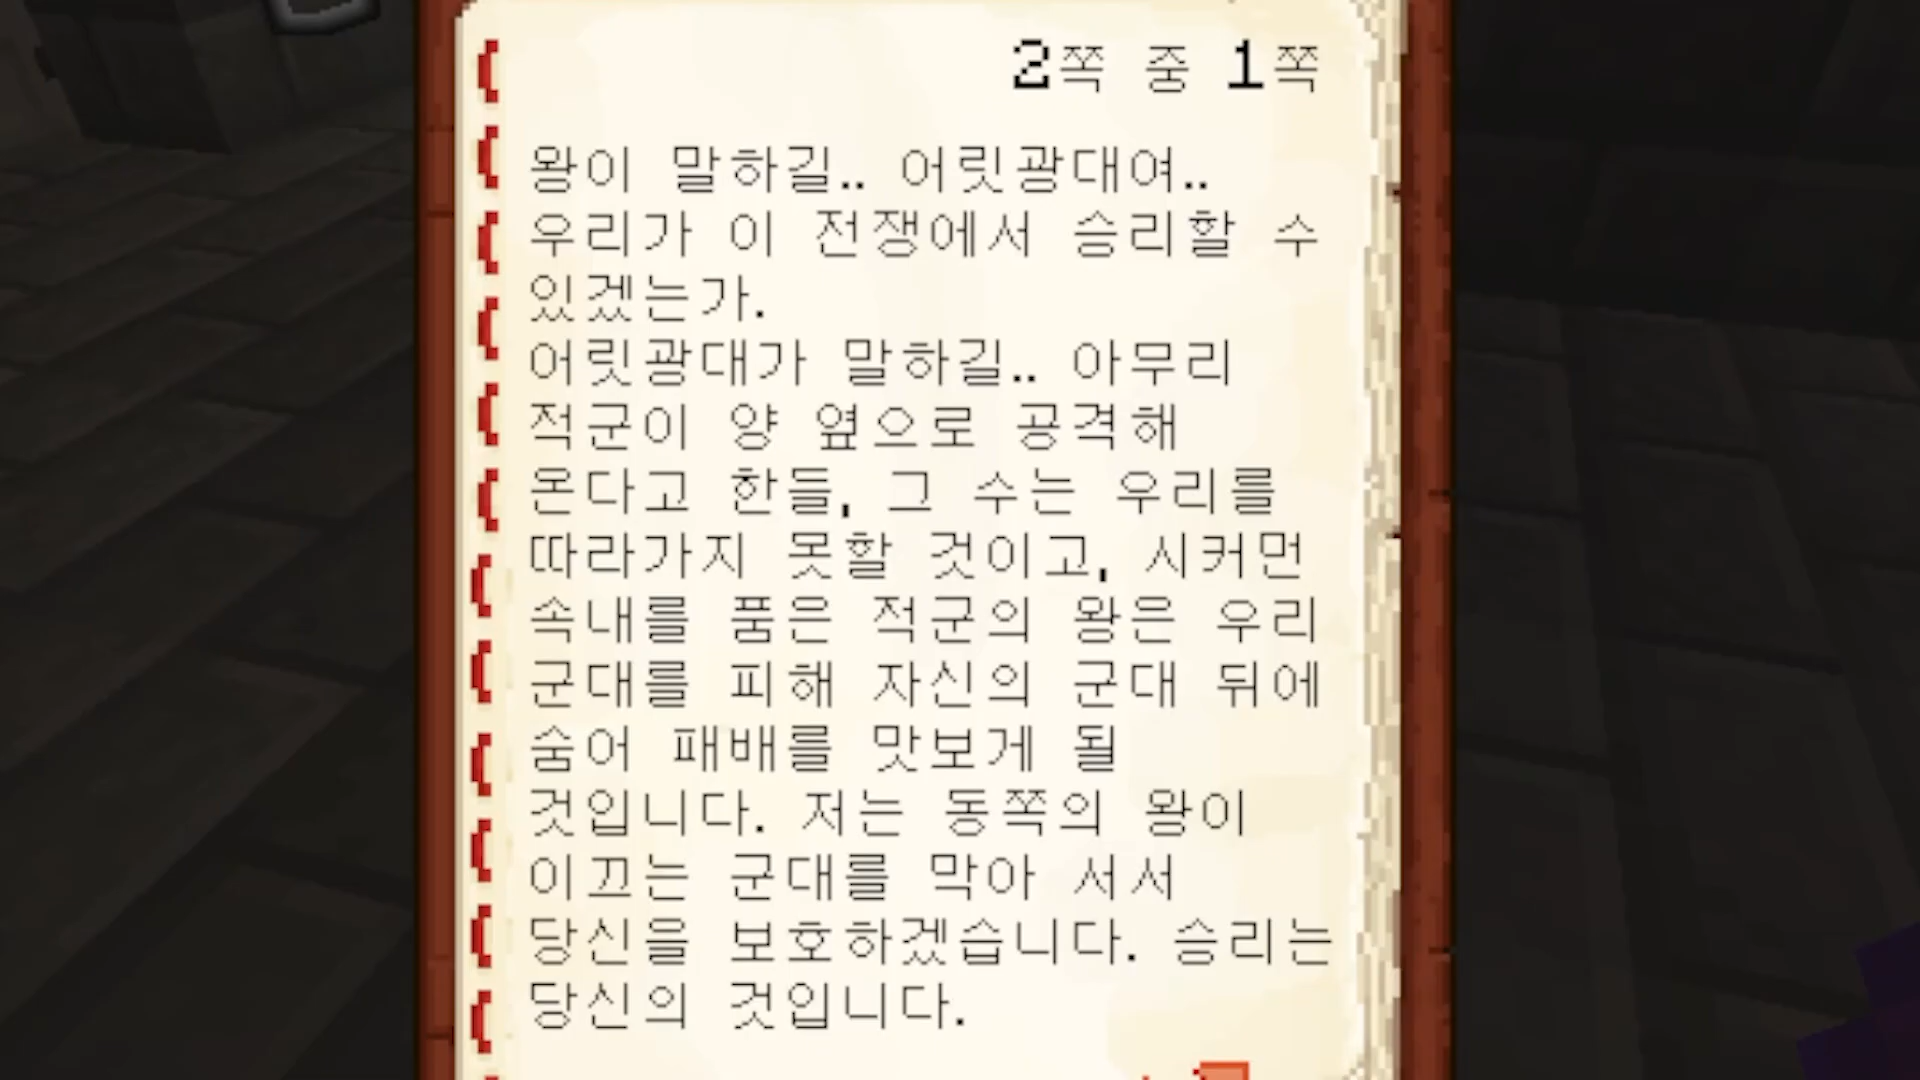 2쪽 중 1쪽
왕이 말하길.. 어릿광대여..
우리가 이 전쟁에서 승리할 수
있겠는가.
어릿광대가 말하길.. 아무리
적군이 양 옆으로 공격해
온다고 한들, 그 수는 우리를
따라가지 못할 것이고, 시커먼
속내를 품은 적군의 왕은 우리
군대를 피해 자신의 군대 뒤에
숨어 패배를 맛보게 될
것입니다. 저는 동쪽의 왕이
이끄는 군대를 막아 서서
당신을 보호하겠습니다. 승리는
당신의 것입니다.